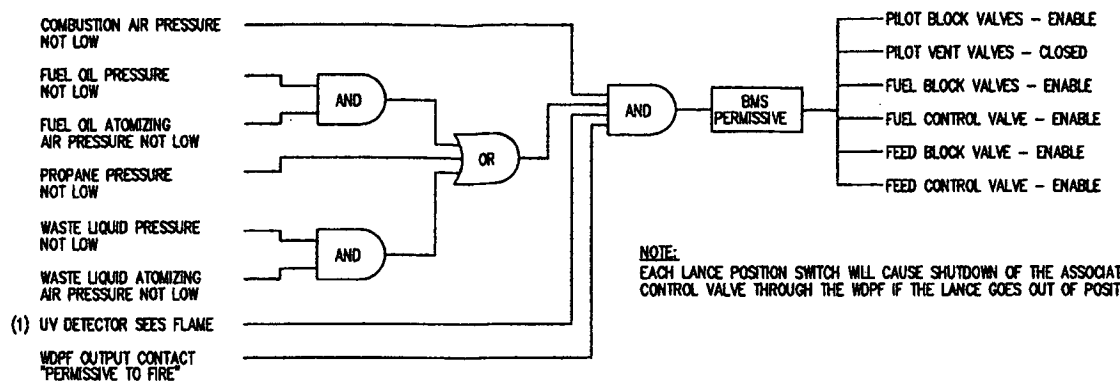 COMBUSTION AIR PRESSURE
NOT LOW
FUEL OIL PRESSURE
NOT LOW
FUEL OIL ATOMIZING
AIR PRESSURE NOT LOW
PROPANE PRESSURE
NOT LOW
WASTE LIQUID PRESSURE
NOT LOW
WASTE LIQUID ATOMIZING
AIR PRESSURE NOT LOW
(1) UV DETECTOR SEES FLAME
WDPF OUTPUT CONTACT
"PERMISSIVE TO FIRE"
AND
AND
OR
AND
BMS
PERMISSIVE
PILOT BLOCK VALVES - ENABLE
PILOT VENT VALVES - CLOSED
FUEL BLOCK VALVES - ENABLE
FUEL CONTROL VALVE - ENABLE
FEED BLOCK VALVE - ENABLE
FEED CONTROL VALVE - ENABLE
NOTE:
EACH LANCE POSITION SWITCH WILL CAUSE SHUTDOWN OF THE ASSOCIAT
CONTROL VALVE THROUGH THE WDPF IF THE LANCE GOES OUT OF POSIT